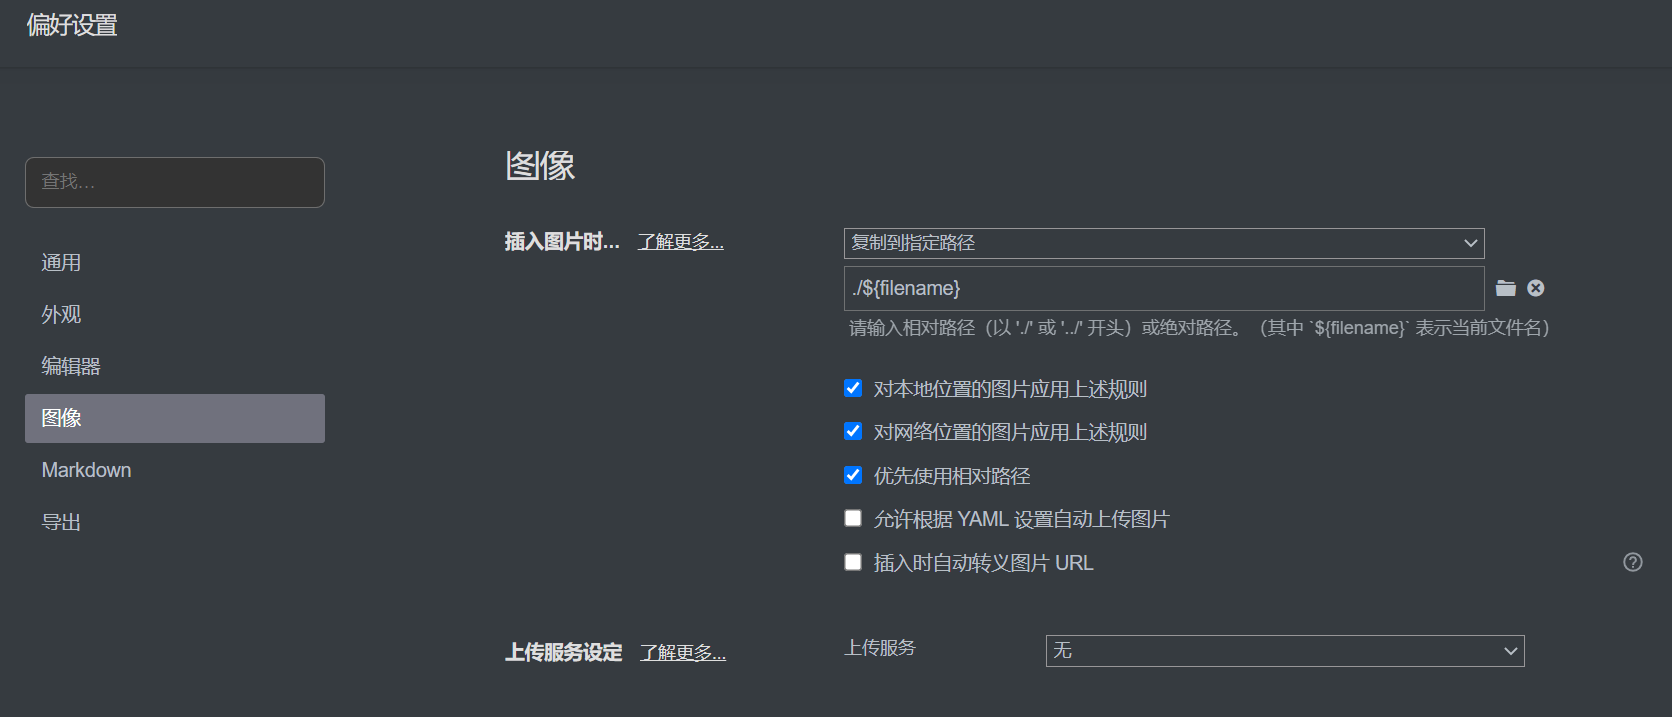 偏好设置
查找...
通用
外观
编辑器
图像
Markdown
导出
图像
插入图片时... 了解更多...
复制到指定路径
./${filename}
请输入相对路径（以 './' 或 '../' 开头）或绝对路径。（其中 `${filename}` 表示当前文件名）
对本地位置的图片应用上述规则
对网络位置的图片应用上述规则
优先使用相对路径
允许根据 YAML 设置自动上传图片
插入时自动转义图片 URL
上传服务设定 了解更多...
上传服务 无